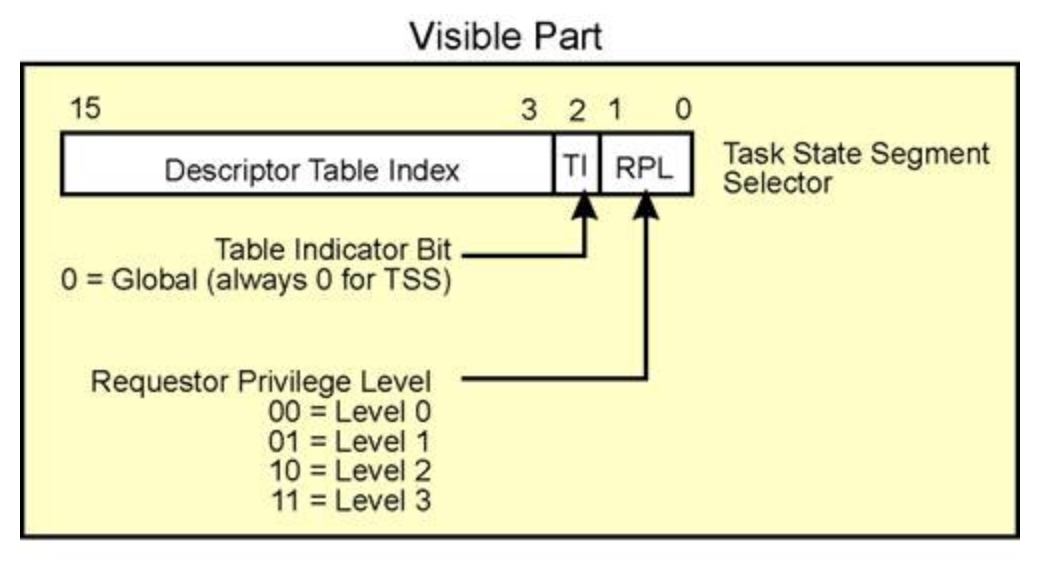 Visible Part
15 3 2 1 0
Descriptor Table Index TI RPL
Task State Segment
Selector
Table Indicator Bit
0 = Global (always 0 for TSS)
Requestor Privilege Level
00 = Level 0
01 = Level 1
10 = Level 2
11 = Level 3